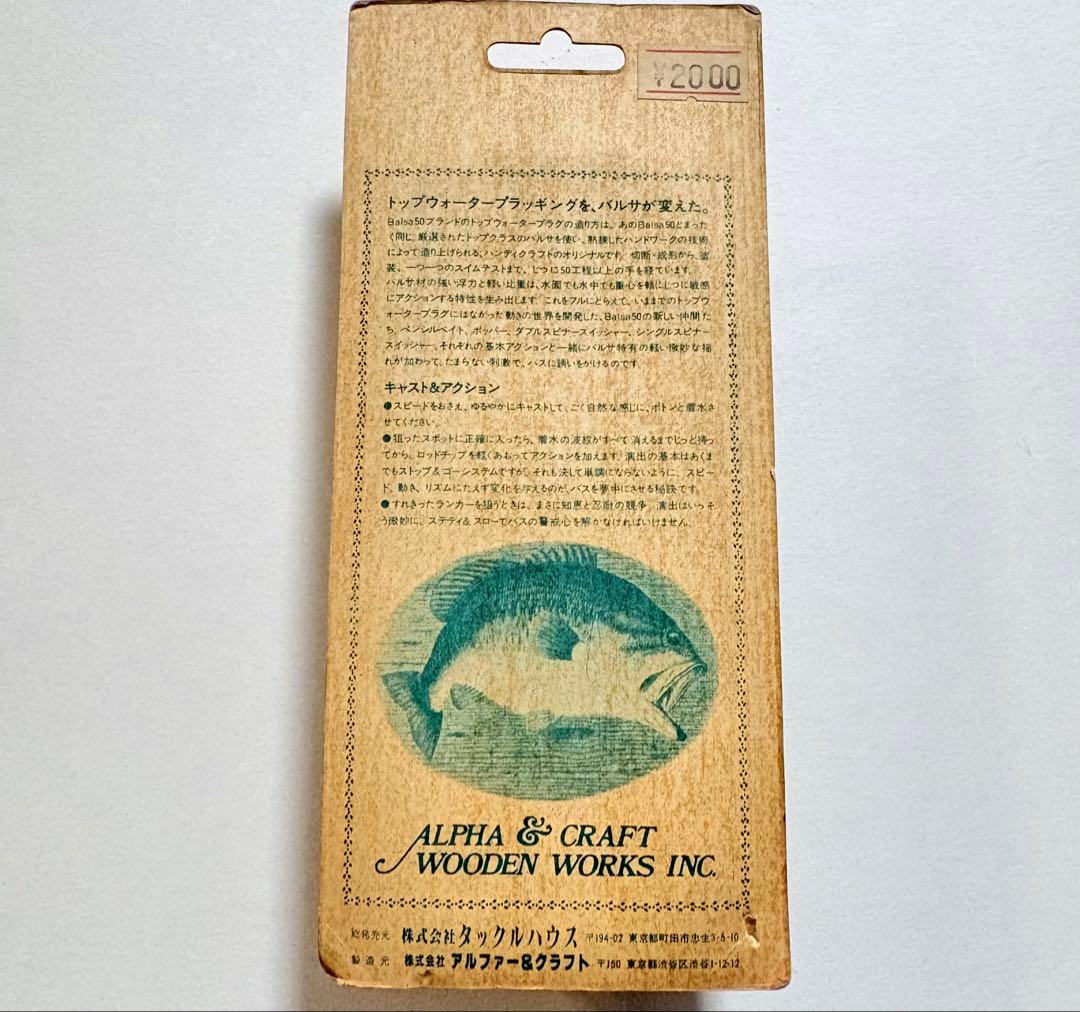 ¥2000
トップウォータープラッギングを、バルサが変えた。
Balsa50ブランドのトップウォータープラグの造り方は、あのBalsa50とまった
く同じ。厳選されたトップクラスのバルサを使い、熟練したハンドワークの技術
によって造り上げられる、ハンディクラフトのオリジナルです。切断・成形から、塗
装、一つ一つのスイムテストまで、じつに50工程以上の手を経ています。
バルサ材の強い浮力と軽い比重は、水面でも水中でも重心を軸にじつに敏感
にアクションする特性を生み出します。これをフルにとらえて、いままでのトップウ
ォータープラグにはなかった動きの世界を開発した、Balsa50の新しい仲間た
ち。ペンシルベイト、ポッパー、ダブルスピナースイッシャー、シングルスピナー
スイッシャー。それぞれの基本アクションと一緒にバルサ特有の軽い微妙な揺
れが加わって、たまらない刺激で、バスに誘いをかけるのです。
キャスト&アクション
●スピードをおさえ、ゆるやかにキャストして、ごく自然な感じに、ポトンと着水さ
せてください。
●狙ったスポットに正確に入ったら、着水の波紋がすべて消えるまでじっと待っ
てから、ロッドチップを軽くあおってアクションを加えます。演出の基本はあくま
でもストップ&ゴーシステムですが、それも決して単調にならないように、スピー
ド、動き、リズムにたえず変化を与えるのが、バスを夢中にさせる秘訣です。
●すれきったランカーを狙うときは、まさに知恵と忍耐の競争。演出はいっそ
う微妙に、ステディ&スローでバスの警戒心を解かなければいけません。
ALPHA & CRAFT
WOODEN WORKS INC.
総発売元 株式会社タックルハウス 〒194-02 東京都町田市忠生3-6-10
製造元 株式会社アルファー&クラフト 〒150 東京都渋谷区渋谷1-12-12